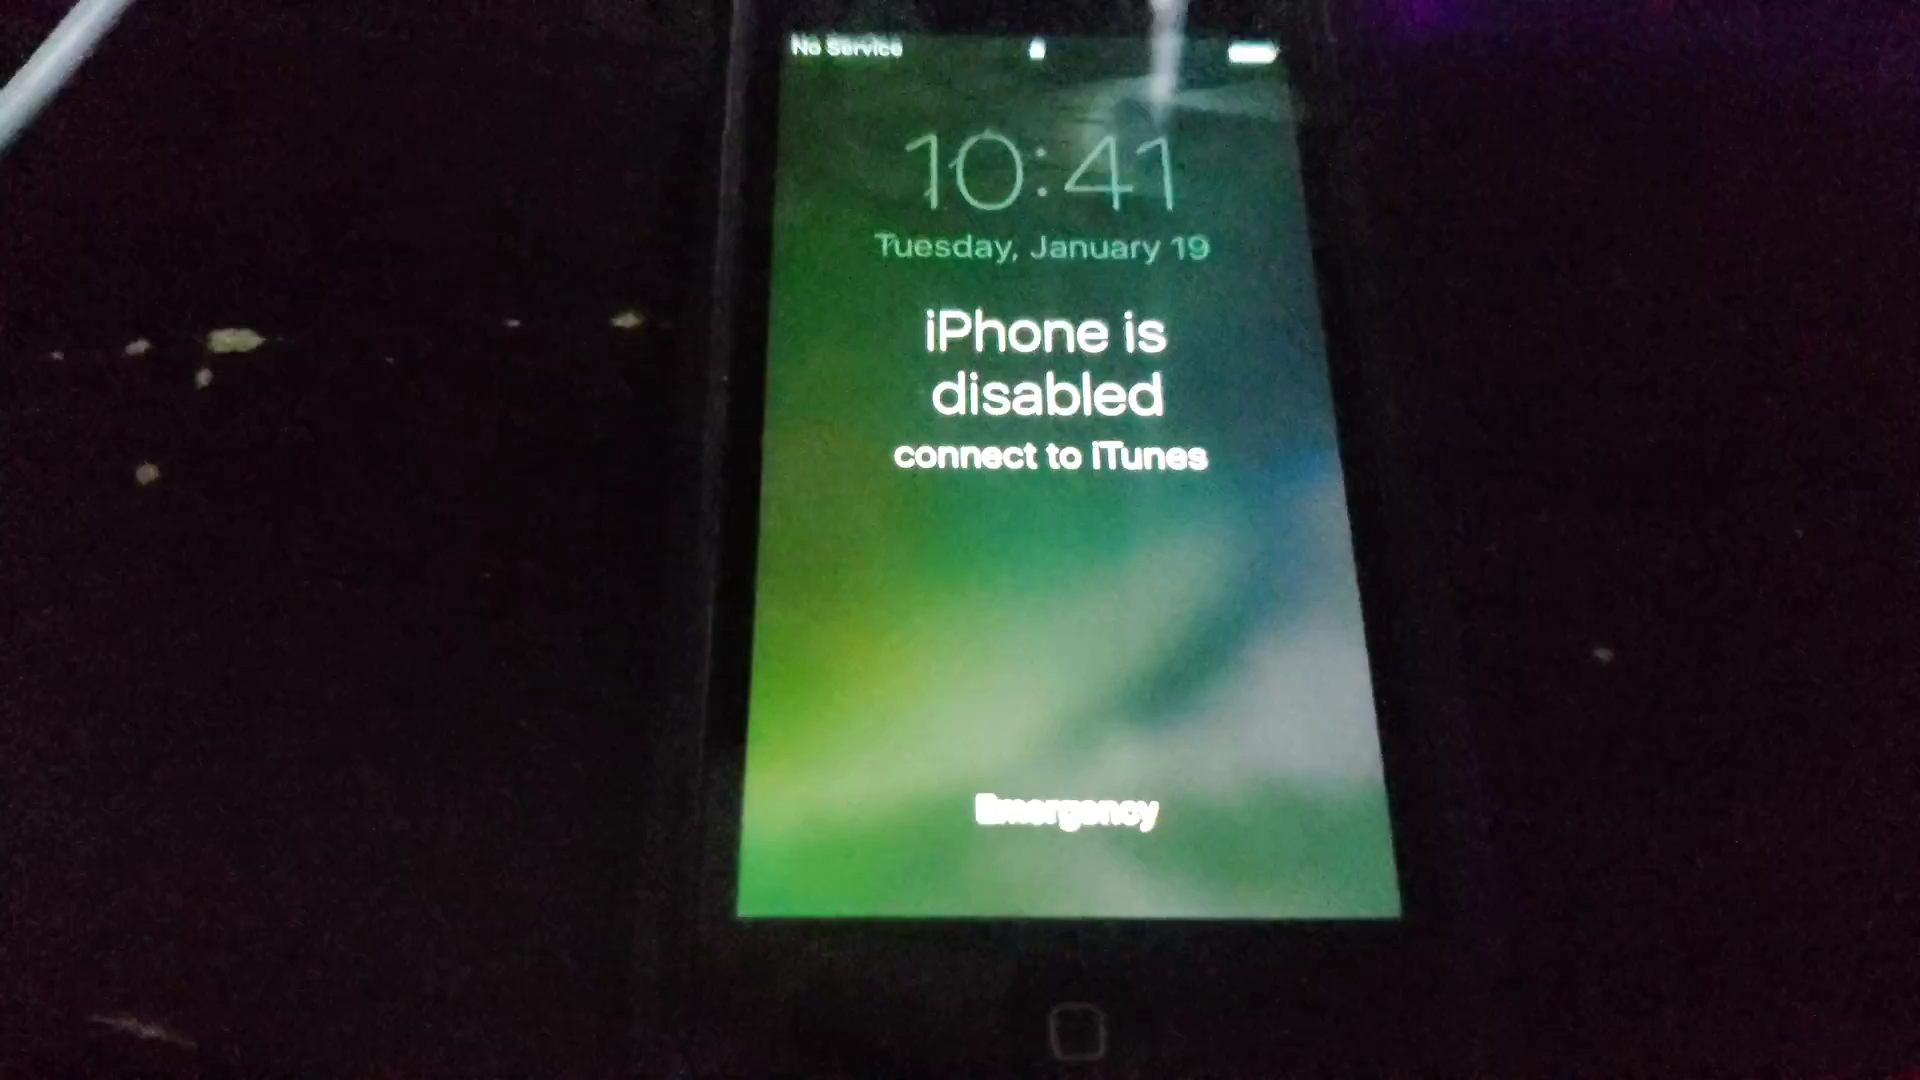 No Service
10:41
Tuesday, January 19
iPhone is
disabled
connect to iTunes
Emergency